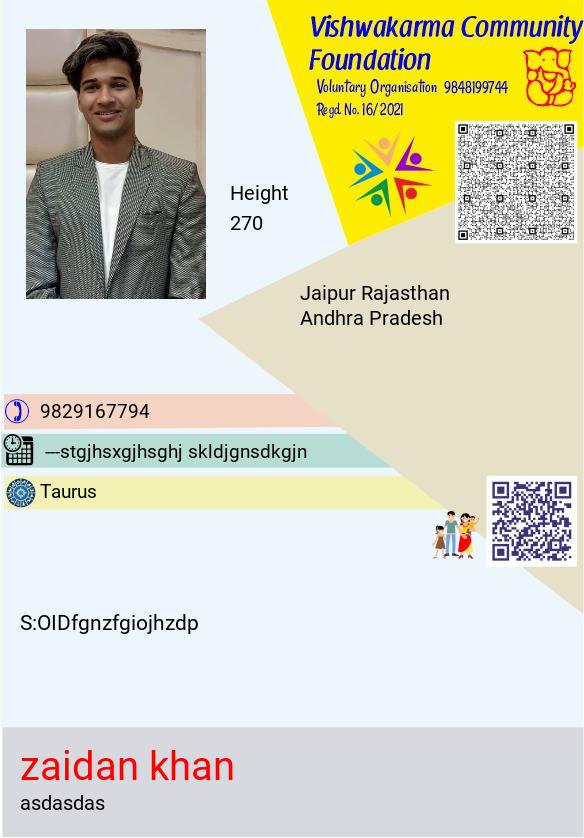 Vishwakarma Community
Foundation
Voluntary Organisation 9848199744
Regd. No. 16/2021
Height
270
Jaipur Rajasthan
Andhra Pradesh
9829167794
---stgjhsxgjhsghj skldjgnsdkgjn
Taurus
S:OIDfgnzfgiojhzdp
zaidan khan
asdasdas